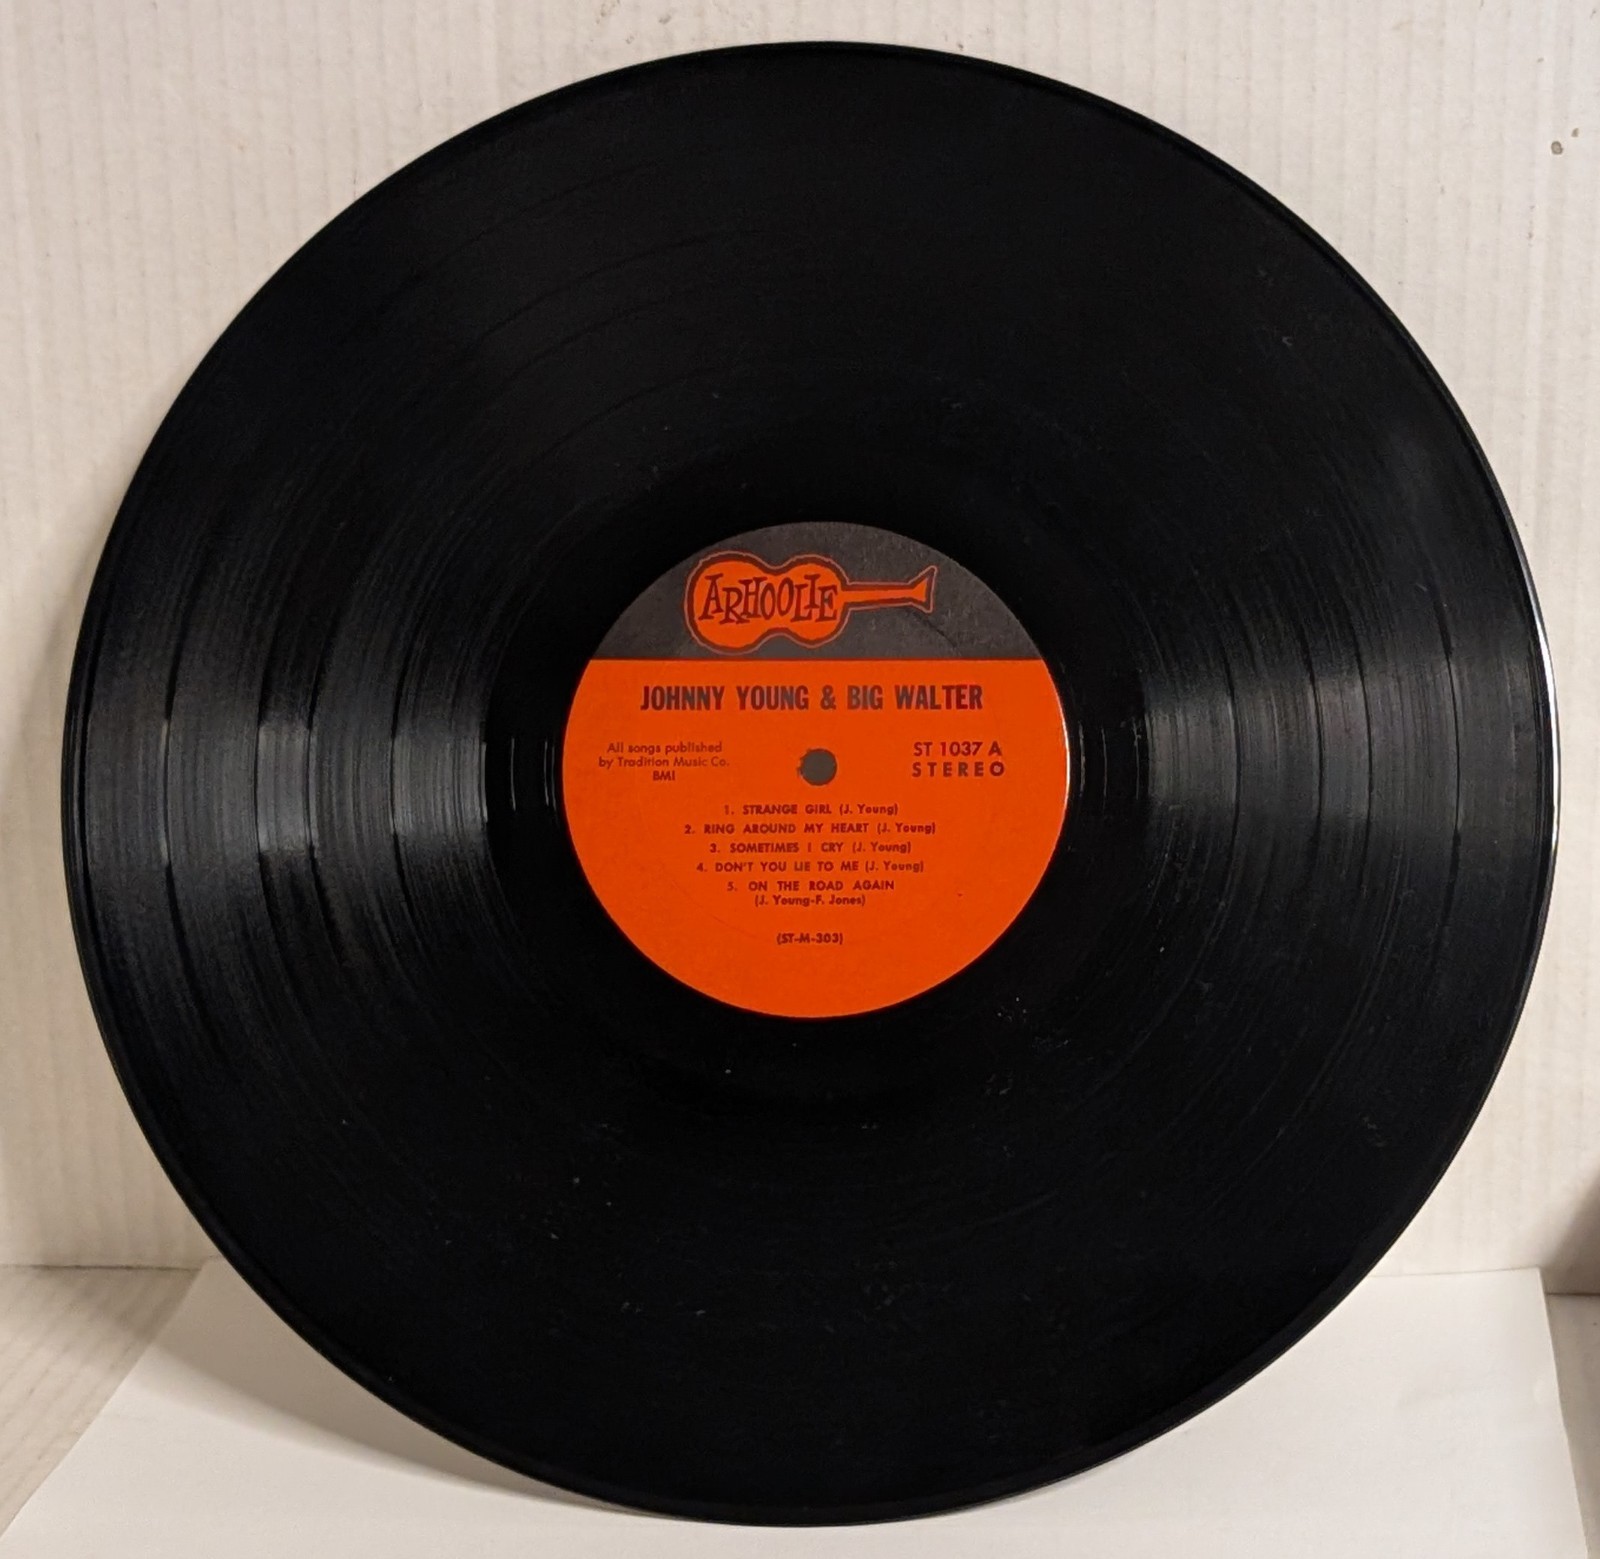 ARHOOLIE
JOHNNY YOUNG & BIG WALTER
All songs published
by Tradition Music Co.
BMI
ST 1037 A
STEREO
1. STRANGE GIRL (J. Young)
2. RING AROUND MY HEART (J. Young)
3. SOMETIMES I CRY (J. Young)
4. DON'T YOU LIE TO ME (J. Young)
5. ON THE ROAD AGAIN
(J. Young-F. Jones)
(ST-M-303)